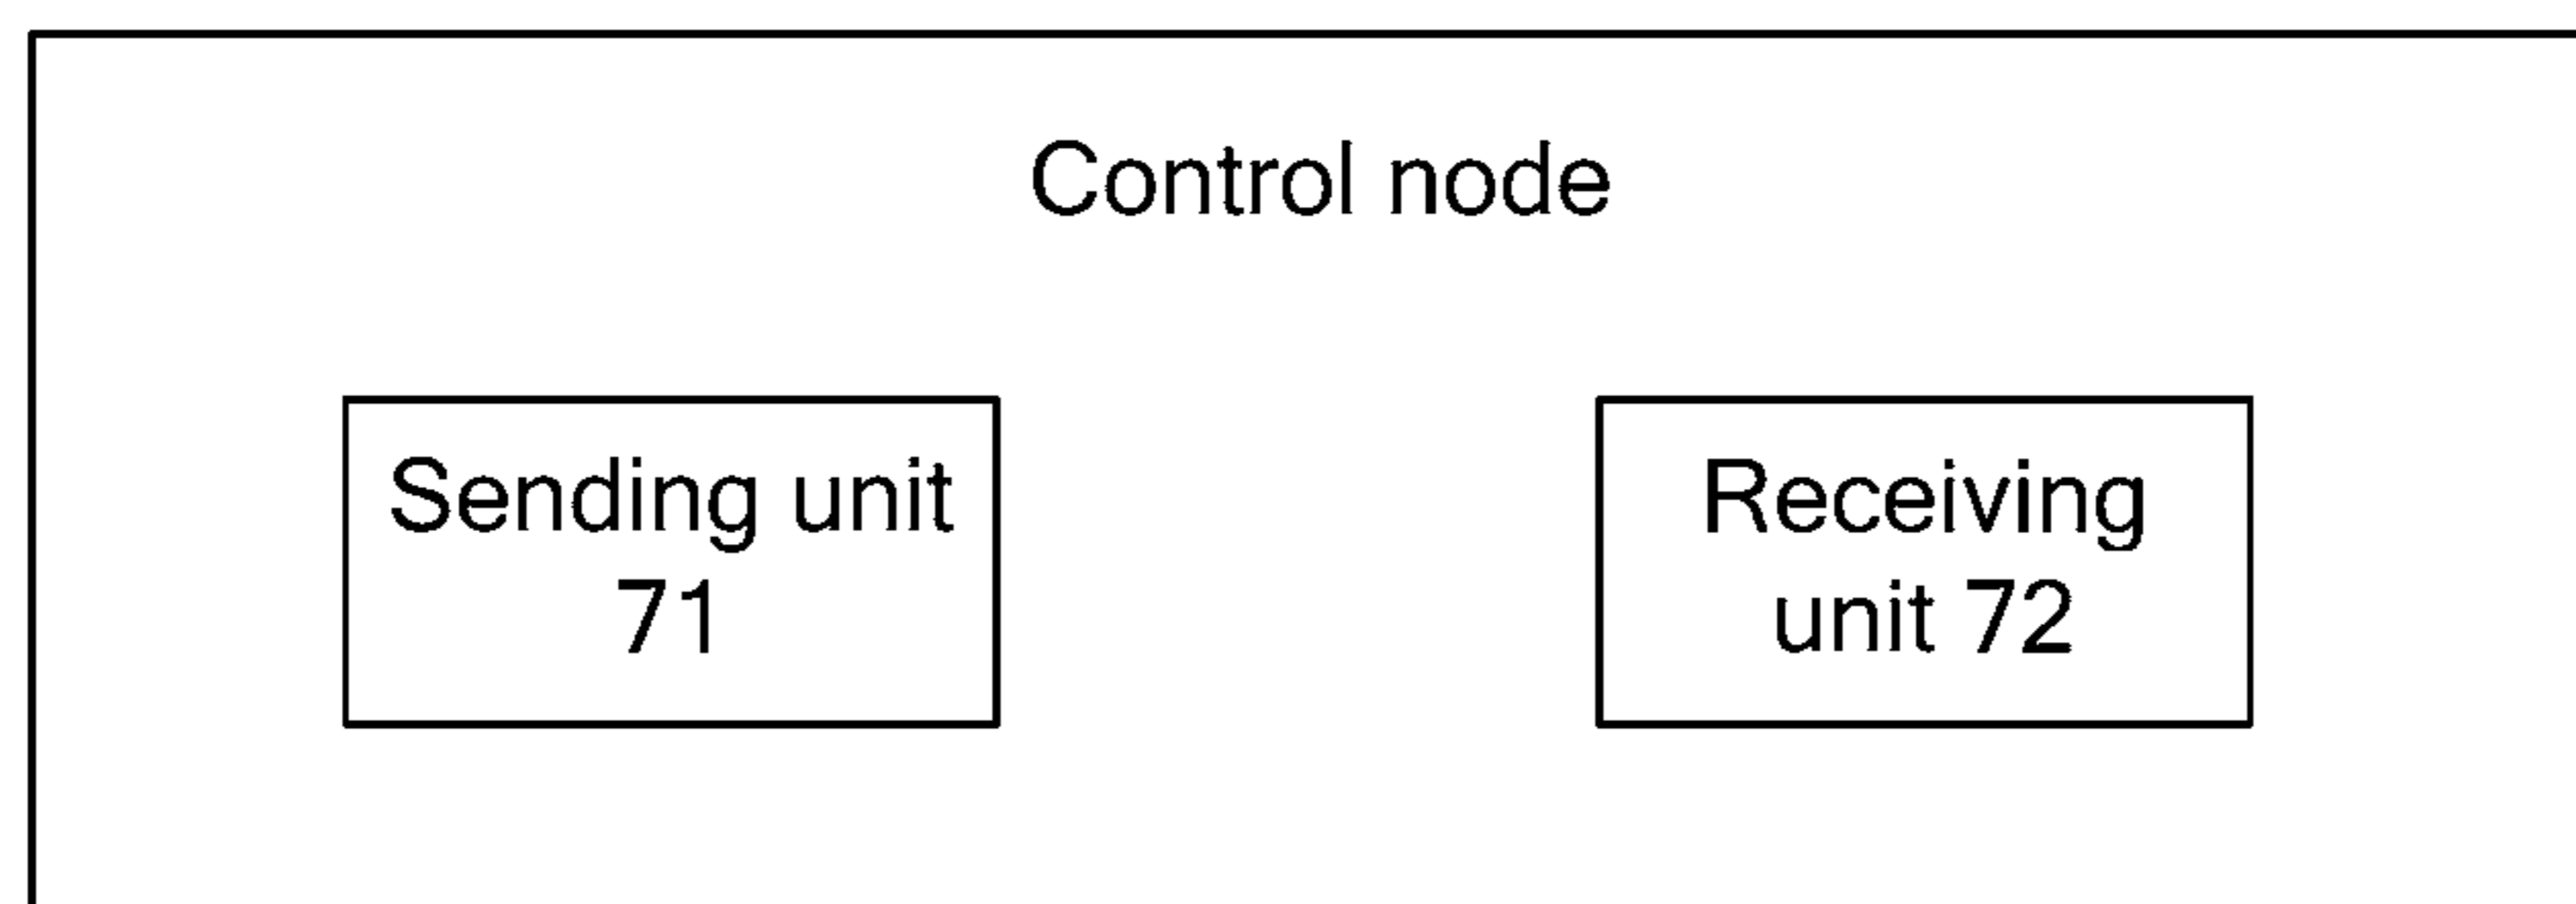 Control node
Sending unit
71
Receiving
unit 72